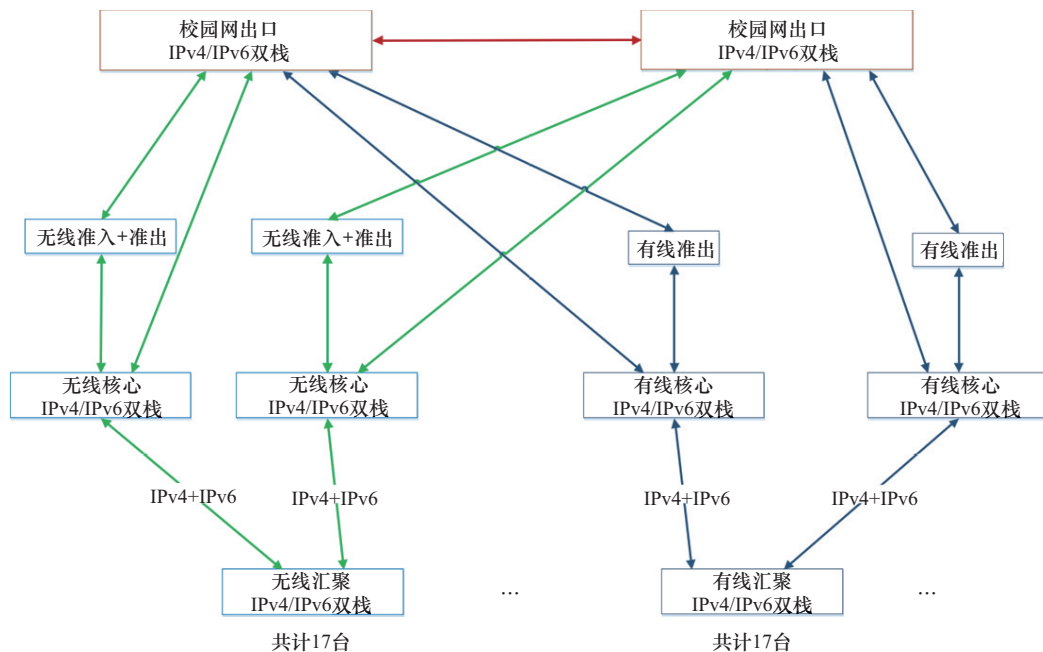 校园网出口
IPv4/IPv6双栈
校园网出口
IPv4/IPv6双栈
无线准入+准出
无线准入+准出
有线准出
有线准出
无线核心
IPv4/IPv6双栈
无线核心
IPv4/IPv6双栈
有线核心
IPv4/IPv6双栈
有线核心
IPv4/IPv6双栈
IPv4+IPv6
IPv4+IPv6
IPv4+IPv6
IPv4+IPv6
无线汇聚
IPv4/IPv6双栈
...
有线汇聚
IPv4/IPv6双栈
...
共计17台
共计17台